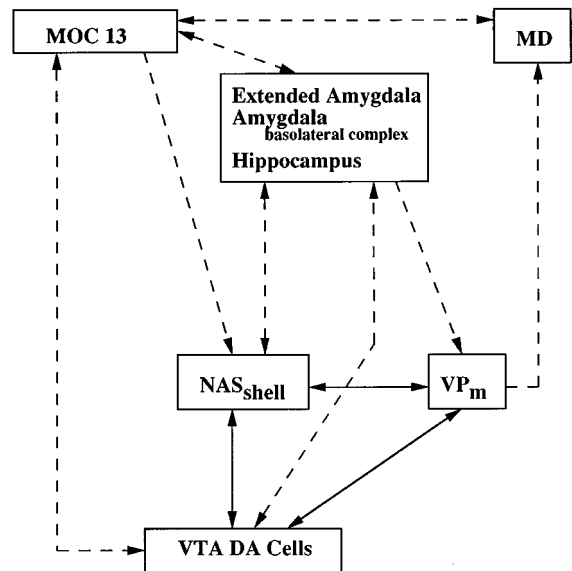 MOC 13
MD
Extended Amygdala
Amygdala
basolateral complex
Hippocampus
NASshell
VPm
VTA DA Cells